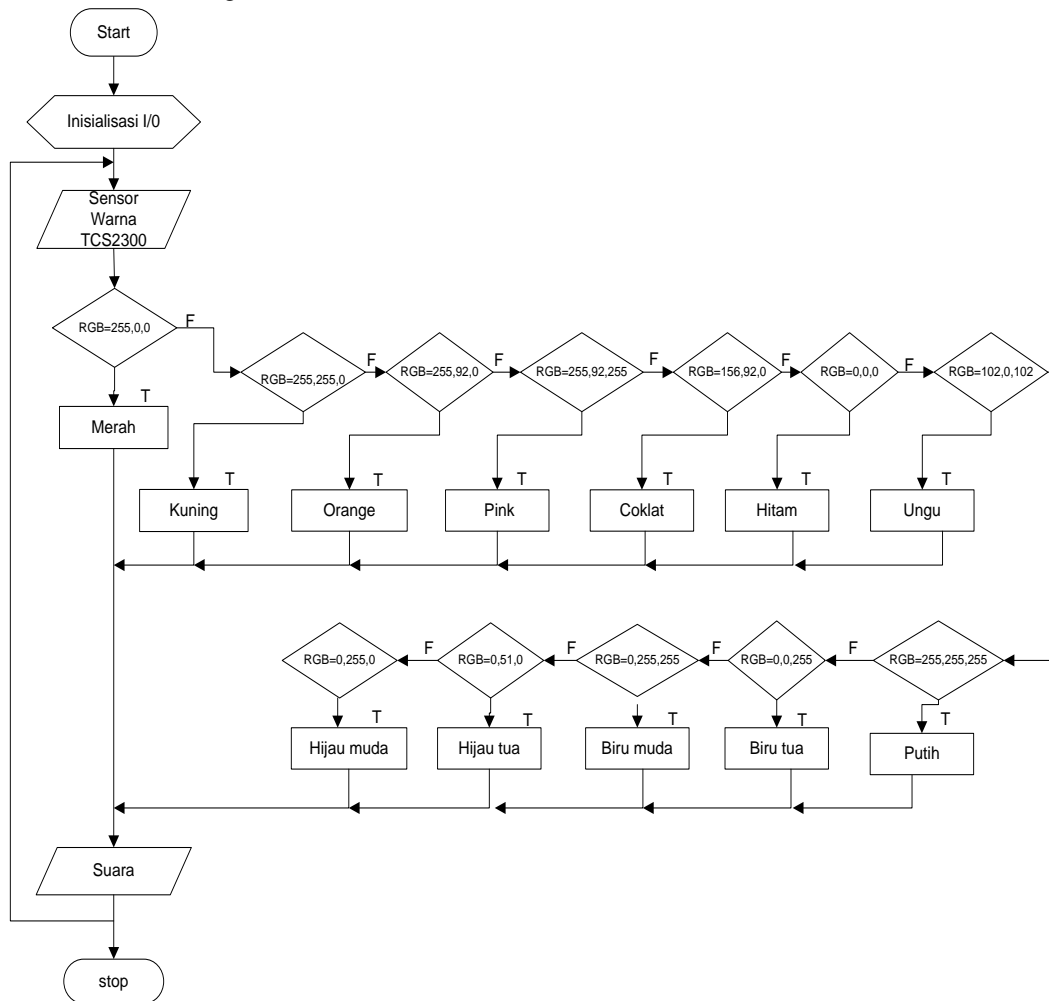 Start
Inisialisasi I/0
Sensor
Warna
TCS2300
RGB=255,0,0
F
T
Merah
RGB=255,255,0
F
RGB=255,92,0
F
RGB=255,92,255
F
RGB=156,92,0
F
RGB=0,0,0
F
RGB=102,0,102
T
Kuning
T
Orange
T
Pink
T
Coklat
T
Hitam
T
Ungu
RGB=0,255,0
F
RGB=0,51,0
F
RGB=0,255,255
F
RGB=0,0,255
F
RGB=255,255,255
T
Hijau muda
T
Hijau tua
T
Biru muda
T
Biru tua
T
Putih
Suara
stop